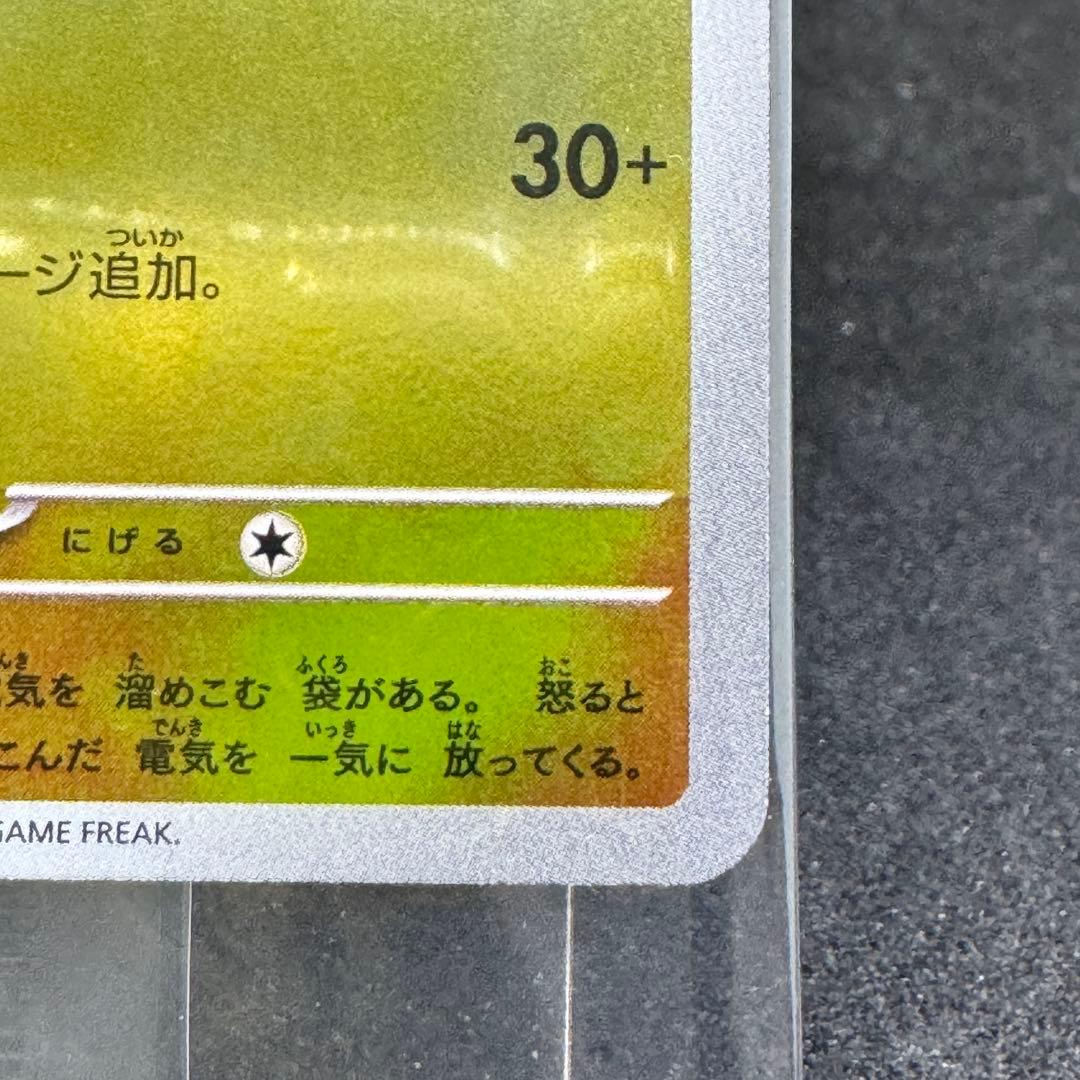 30+
ージ追加。
ついか
にげる
気を 溜めこむ 袋がある。 怒ると
んき た ふくろ おこ
こんだ 電気を 一気に 放ってくる。
でんき いっき はな
GAME FREAK.